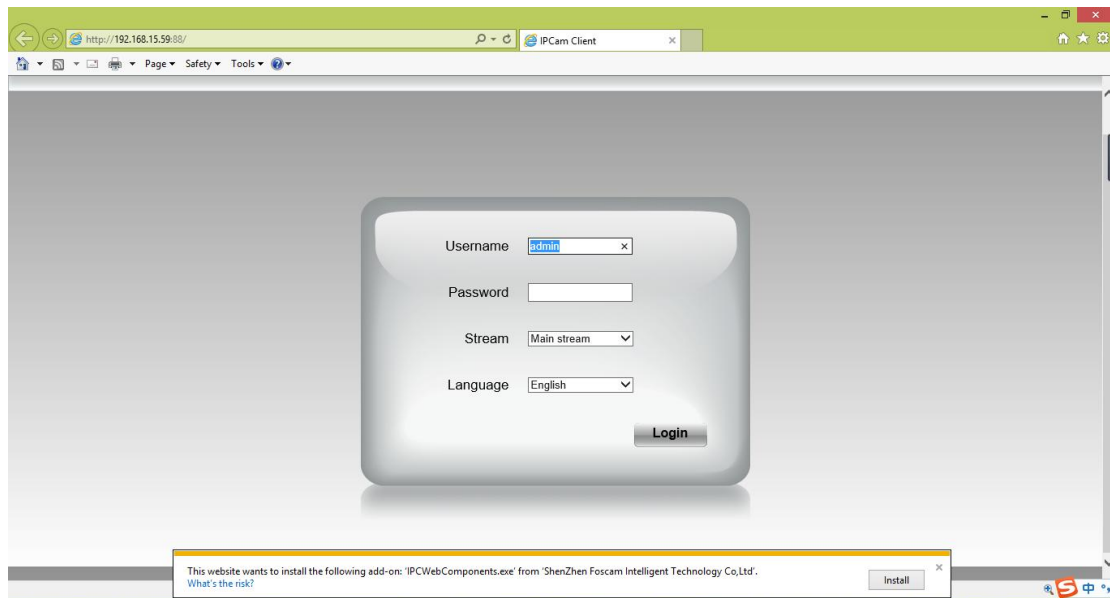 http://192.168.15.59:88/
IPCam Client
Page Safety Tools
Username admin
Password
Stream Main stream
Language English
Login
This website wants to install the following add-on: 'IPCWebComponents.exe' from 'ShenZhen Foscam Intelligent Technology Co,Ltd'.
What's the risk?
Install
S 中